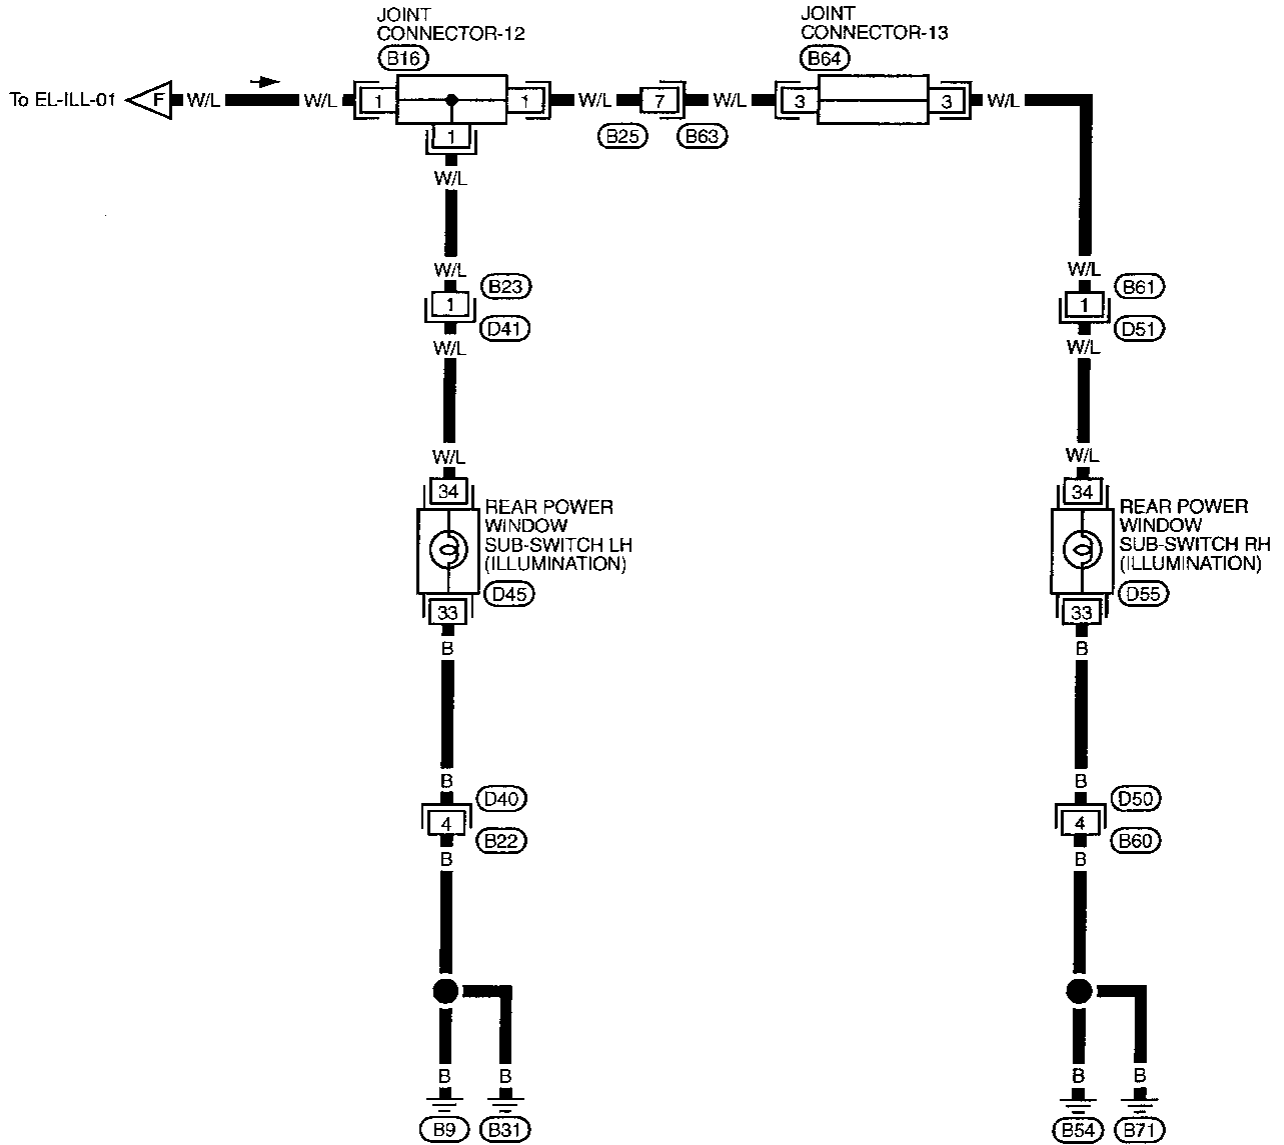 JOINT
CONNECTOR-12
B16
JOINT
CONNECTOR-13
B64
To EL-ILL-01 F W/L W/L 1 1 W/L 7 W/L 3 3 W/L
1
B25 B63
W/L
W/L
B23
1
D41
W/L
W/L
B61
1
D51
W/L
W/L
34
REAR POWER
WINDOW
SUB-SWITCH LH
(ILLUMINATION)
D45
33
B
W/L
34
REAR POWER
WINDOW
SUB-SWITCH RH
(ILLUMINATION)
D55
33
B
B
D40
4
B22
B
B
D50
4
B60
B
B B
B9 B31
B B
B54 B71